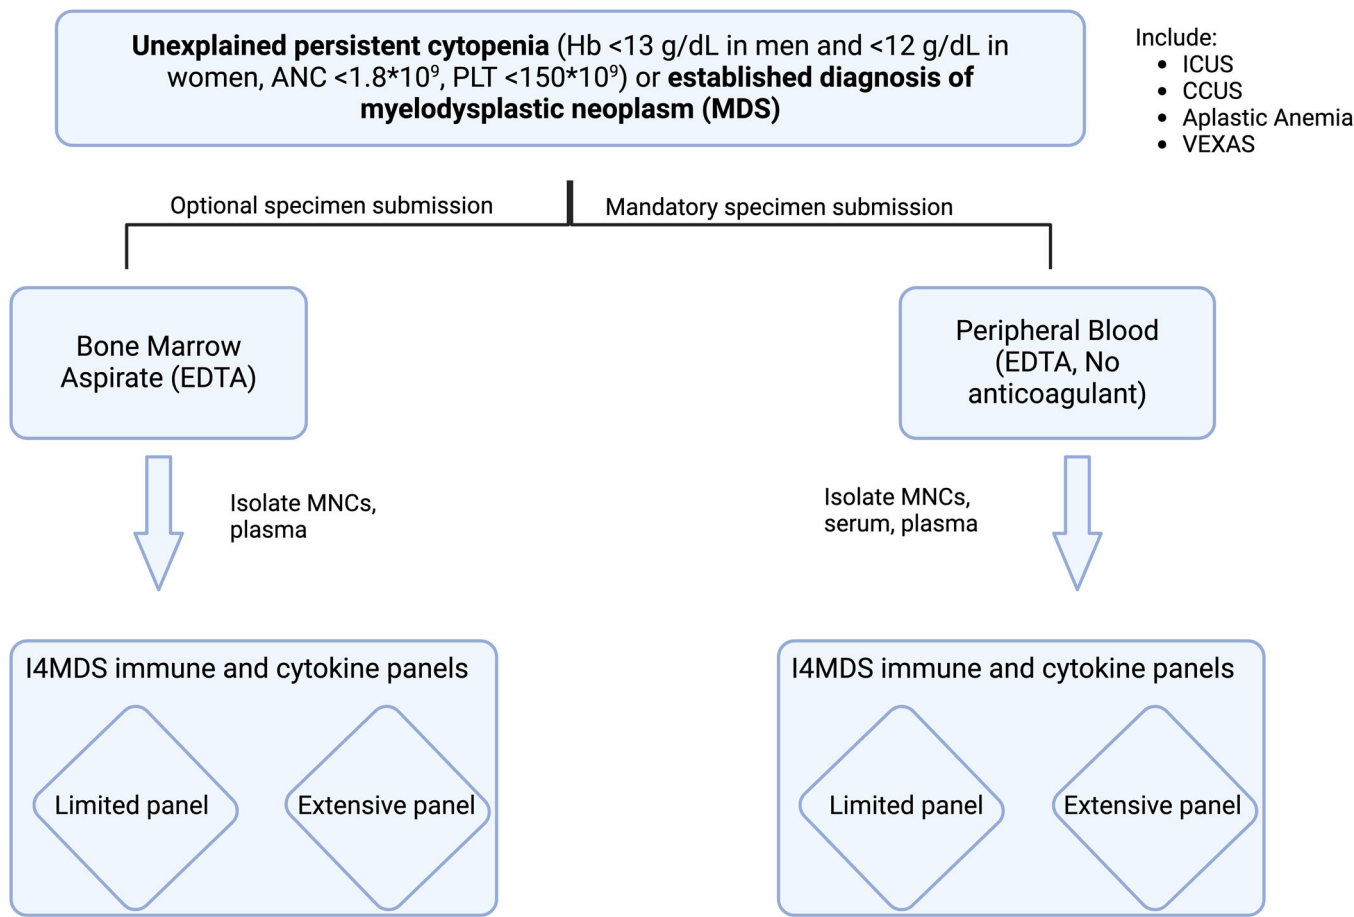 Unexplained persistent cytopenia (Hb <13 g/dL in men and <12 g/dL in
women, ANC <1.8*10⁹, PLT <150*10⁹) or established diagnosis of
myelodysplastic neoplasm (MDS)
Include:
• ICUS
• CCUS
• Aplastic Anemia
• VEXAS
Optional specimen submission
Mandatory specimen submission
Bone Marrow
Aspirate (EDTA)
Peripheral Blood
(EDTA, No
anticoagulant)
Isolate MNCs,
plasma
Isolate MNCs,
serum, plasma
I4MDS immune and cytokine panels
Limited panel
Extensive panel
I4MDS immune and cytokine panels
Limited panel
Extensive panel